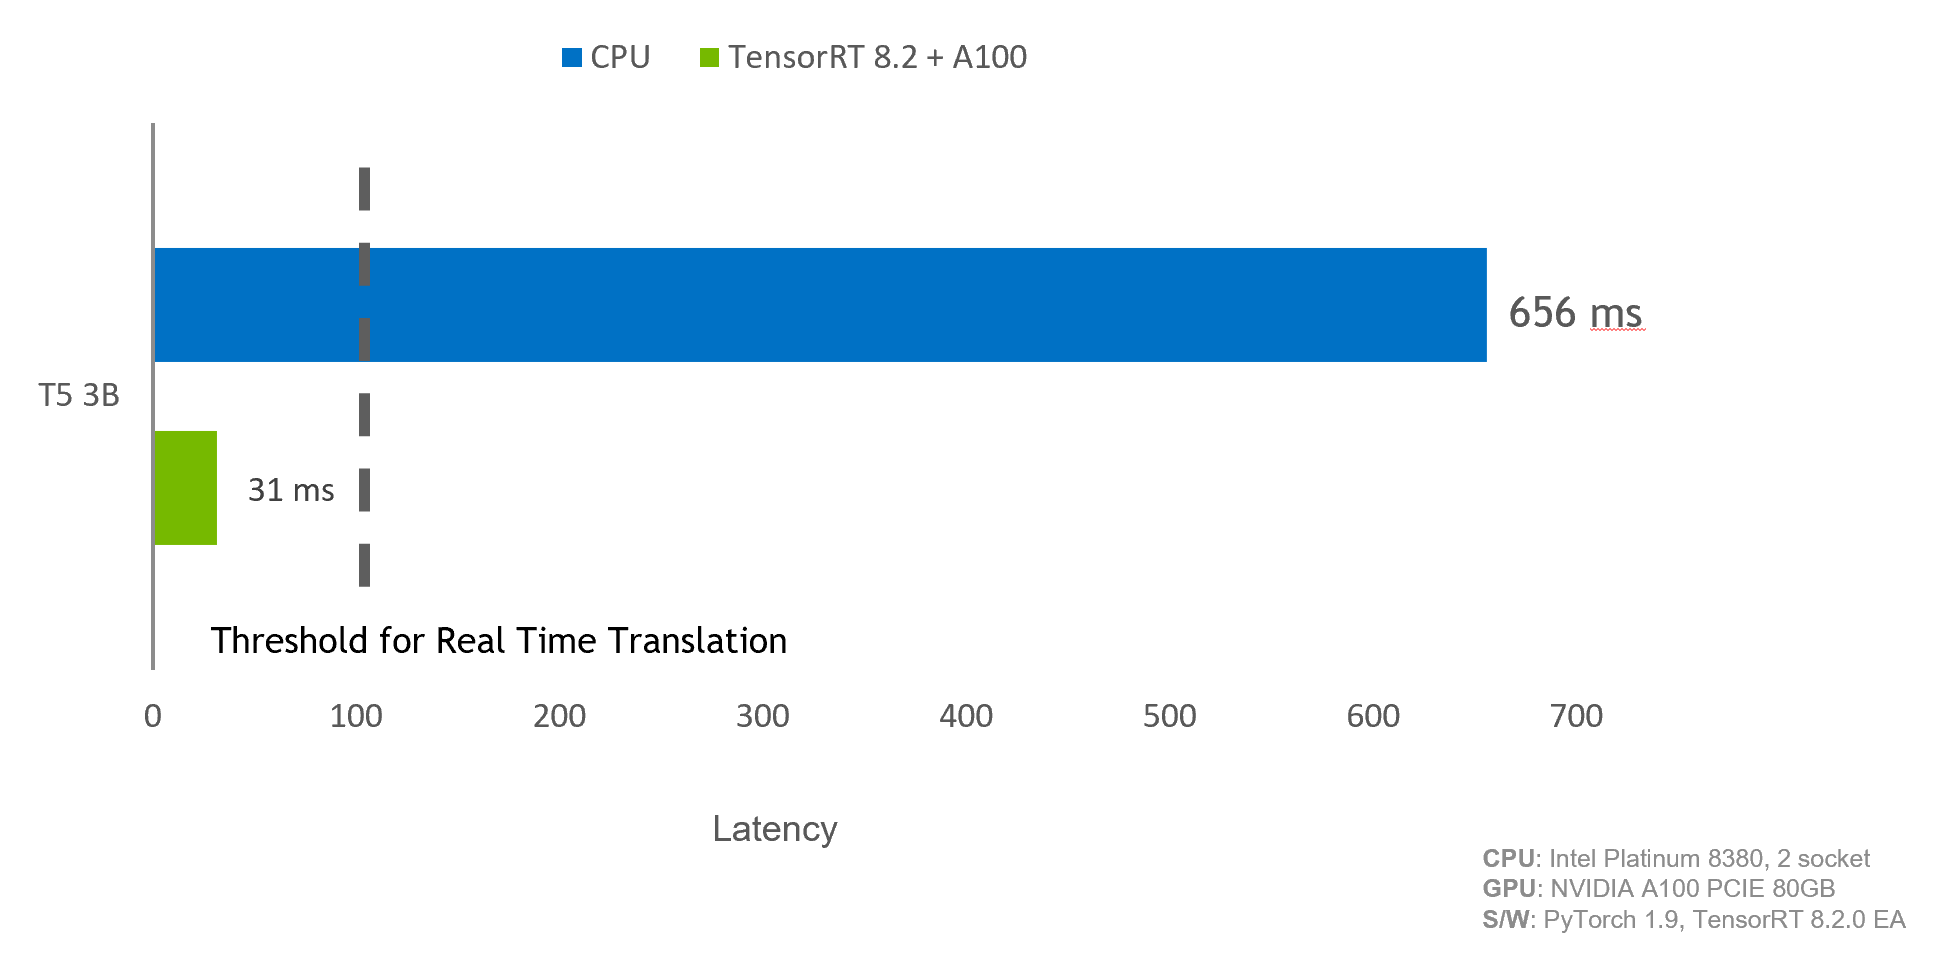 CPU TensorRT 8.2 + A100
656 ms
T5 3B
31 ms
Threshold for Real Time Translation
0 100 200 300 400 500 600 700
Latency
CPU: Intel Platinum 8380, 2 socket
GPU: NVIDIA A100 PCIE 80GB
S/W: PyTorch 1.9, TensorRT 8.2.0 EA